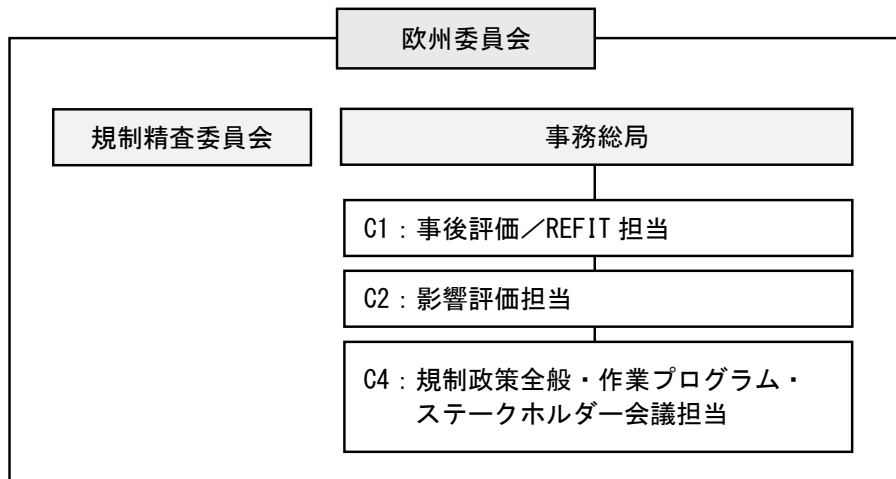 欧州委員会
規制精査委員会
事務総局
C1：事後評価／REFIT 担当
C2：影響評価担当
C4：規制政策全般・作業プログラム・
ステークホルダー会議担当